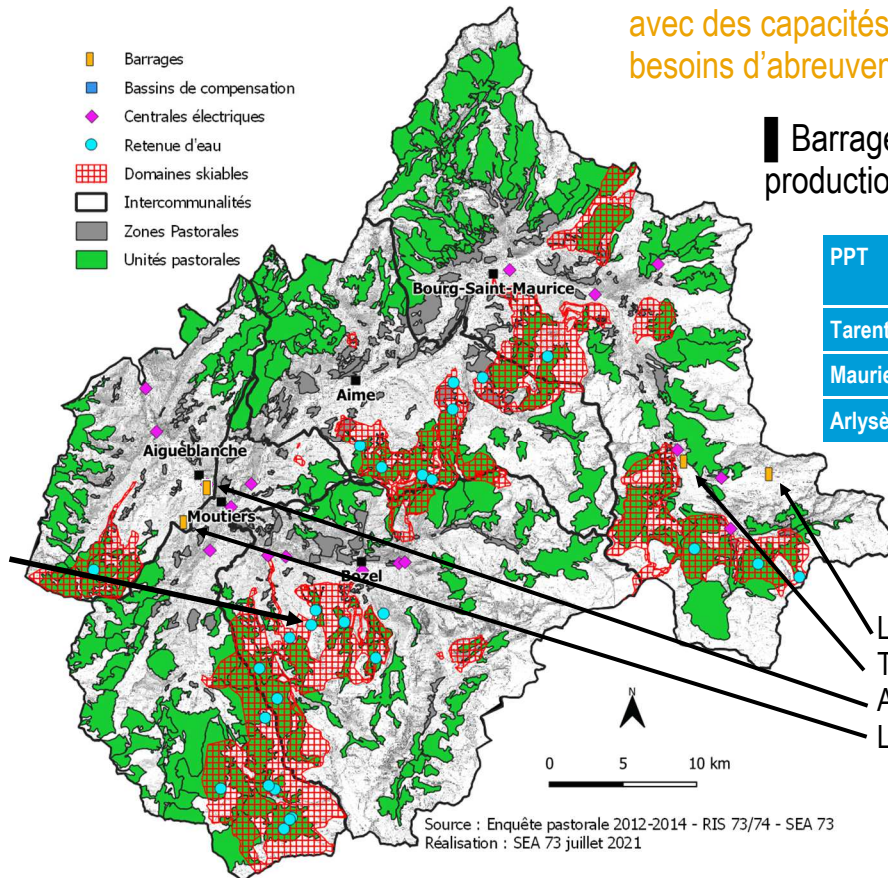 avec des capacités
besoins d'abreuve
Barrage
production
Barrages
Bassins de compensation
Centrales électriques
Retenue d'eau
Domaines skiables
Intercommunalités
Zones Pastorales
Unités pastorales
PPT
Tarent
Maurie
Arlysè
Bourg-Saint-Maurice
Aime
Aigueblanche
Moutiers
Bozel
L
T
A
L
N
0 5 10 km
Source : Enquête pastorale 2012-2014 - RIS 73/74 - SEA 73
Réalisation : SEA 73 juillet 2021